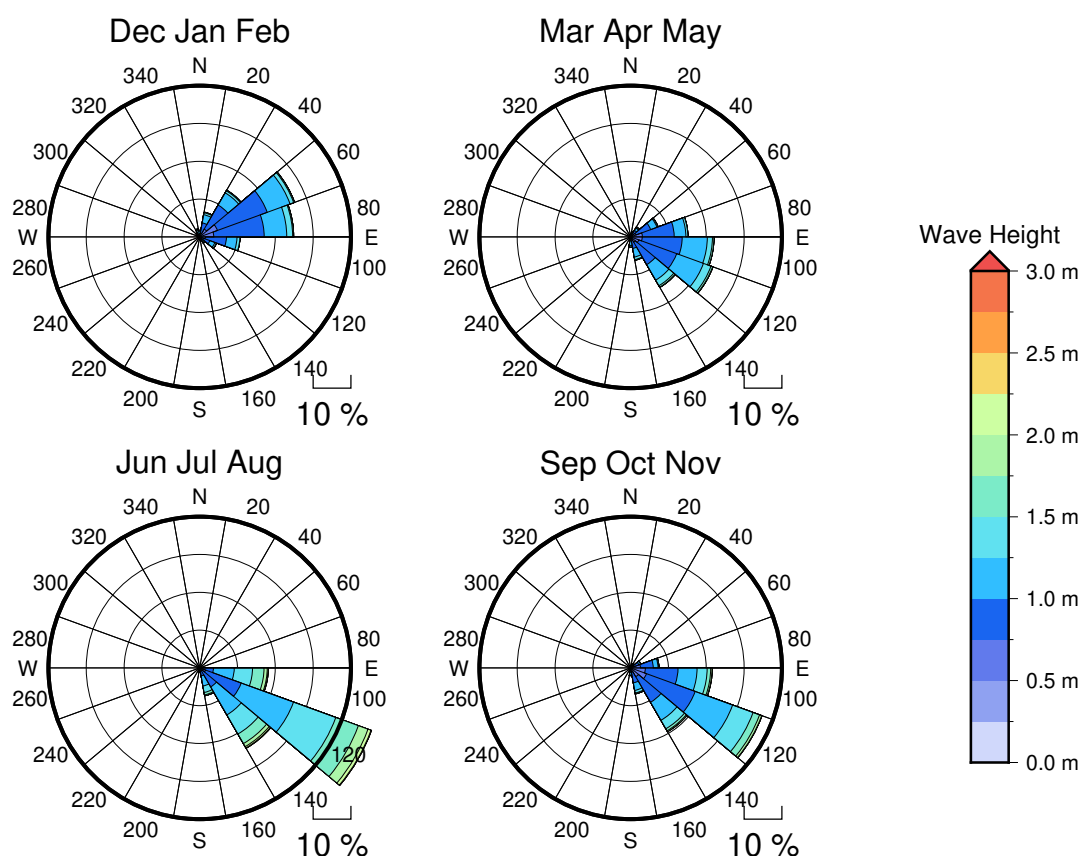 Dec Jan Feb
N
20
40
60
80
E
100
120
140
160
S
200
220
240
260
W
280
300
320
340
10 %
Mar Apr May
N
20
40
60
80
E
100
120
140
160
S
200
220
240
260
W
280
300
320
340
10 %
Jun Jul Aug
N
20
40
60
80
E
100
120
140
160
S
200
220
240
260
W
280
300
320
340
10 %
Sep Oct Nov
N
20
40
60
80
E
100
120
140
160
S
200
220
240
260
W
280
300
320
340
10 %
Wave Height
3.0 m
2.5 m
2.0 m
1.5 m
1.0 m
0.5 m
0.0 m